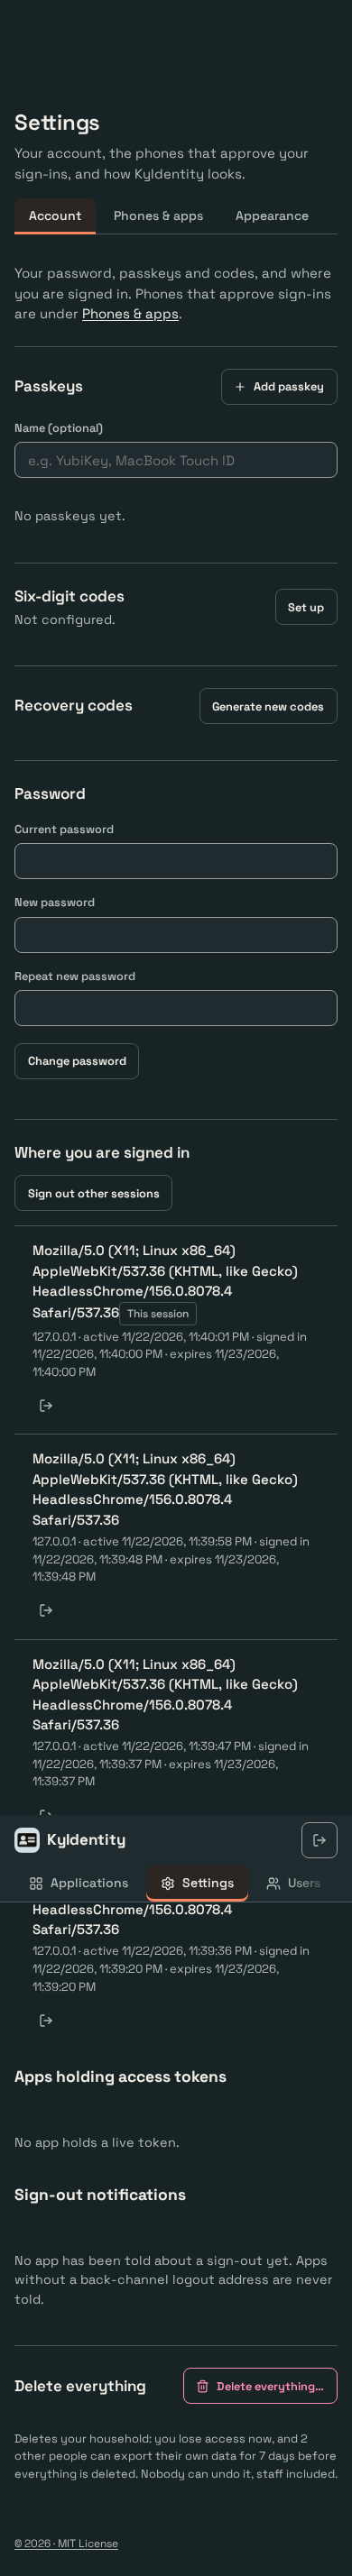 Settings
Your account, the phones that approve your
sign-ins, and how KyIdentity looks.
Account
Phones & apps
Appearance
Your password, passkeys and codes, and where
you are signed in. Phones that approve sign-ins
are under Phones & apps.
Passkeys
Add passkey
Name (optional)
e.g. YubiKey, MacBook Touch ID
No passkeys yet.
Six-digit codes
Not configured.
Set up
Recovery codes
Generate new codes
Password
Current password
New password
Repeat new password
Change password
Where you are signed in
Sign out other sessions
Mozilla/5.0 (X11; Linux x86_64)
AppleWebKit/537.36 (KHTML, like Gecko)
HeadlessChrome/156.0.8078.4
Safari/537.36 This session
127.0.0.1 · active 11/22/2026, 11:40:01 PM · signed in
11/22/2026, 11:40:00 PM · expires 11/23/2026,
11:40:00 PM
Mozilla/5.0 (X11; Linux x86_64)
AppleWebKit/537.36 (KHTML, like Gecko)
HeadlessChrome/156.0.8078.4
Safari/537.36
127.0.0.1 · active 11/22/2026, 11:39:58 PM · signed in
11/22/2026, 11:39:48 PM · expires 11/23/2026,
11:39:48 PM
Mozilla/5.0 (X11; Linux x86_64)
AppleWebKit/537.36 (KHTML, like Gecko)
HeadlessChrome/156.0.8078.4
Safari/537.36
127.0.0.1 · active 11/22/2026, 11:39:47 PM · signed in
11/22/2026, 11:39:37 PM · expires 11/23/2026,
11:39:37 PM
KyIdentity
Applications
Settings
Users
HeadlessChrome/156.0.8078.4
Safari/537.36
127.0.0.1 · active 11/22/2026, 11:39:36 PM · signed in
11/22/2026, 11:39:20 PM · expires 11/23/2026,
11:39:20 PM
Apps holding access tokens
No app holds a live token.
Sign-out notifications
No app has been told about a sign-out yet. Apps
without a back-channel logout address are never
told.
Delete everything
Delete everything...
Deletes your household: you lose access now, and 2
other people can export their own data for 7 days before
everything is deleted. Nobody can undo it, staff included.
© 2026 · MIT License